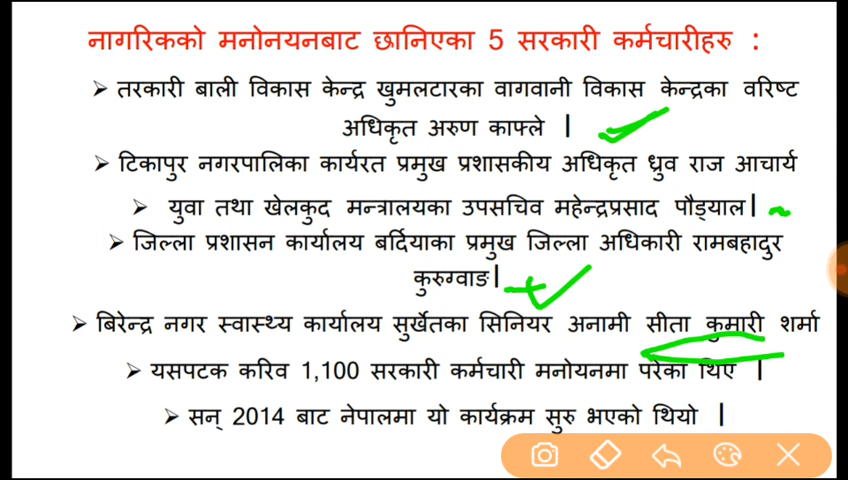 नागरिकको मनोनयनबाट छानिएका 5 सरकारी कर्मचारीहरु :
➢ तरकारी बाली विकास केन्द्र खुमलटारका वागवानी विकास केन्द्रका वरिष्ट
अधिकृत अरुण काफ्ले |
➢ टिकापुर नगरपालिका कार्यरत प्रमुख प्रशासकीय अधिकृत ध्रुव राज आचार्य
➢ युवा तथा खेलकुद मन्त्रालयका उपसचिव महेन्द्रप्रसाद पौड्याल|
➢ जिल्ला प्रशासन कार्यालय बर्दियाका प्रमुख जिल्ला अधिकारी रामबहादुर
कुरुग्वाङ|
➢ बिरेन्द्र नगर स्वास्थ्य कार्यालय सुर्खेतका सिनियर अनामी सीता कुमारी शर्मा
➢ यसपटक करिव 1,100 सरकारी कर्मचारी मनोयनमा परेका थिए |
➢ सन् 2014 बाट नेपालमा यो कार्यक्रम सुरु भएको थियो |